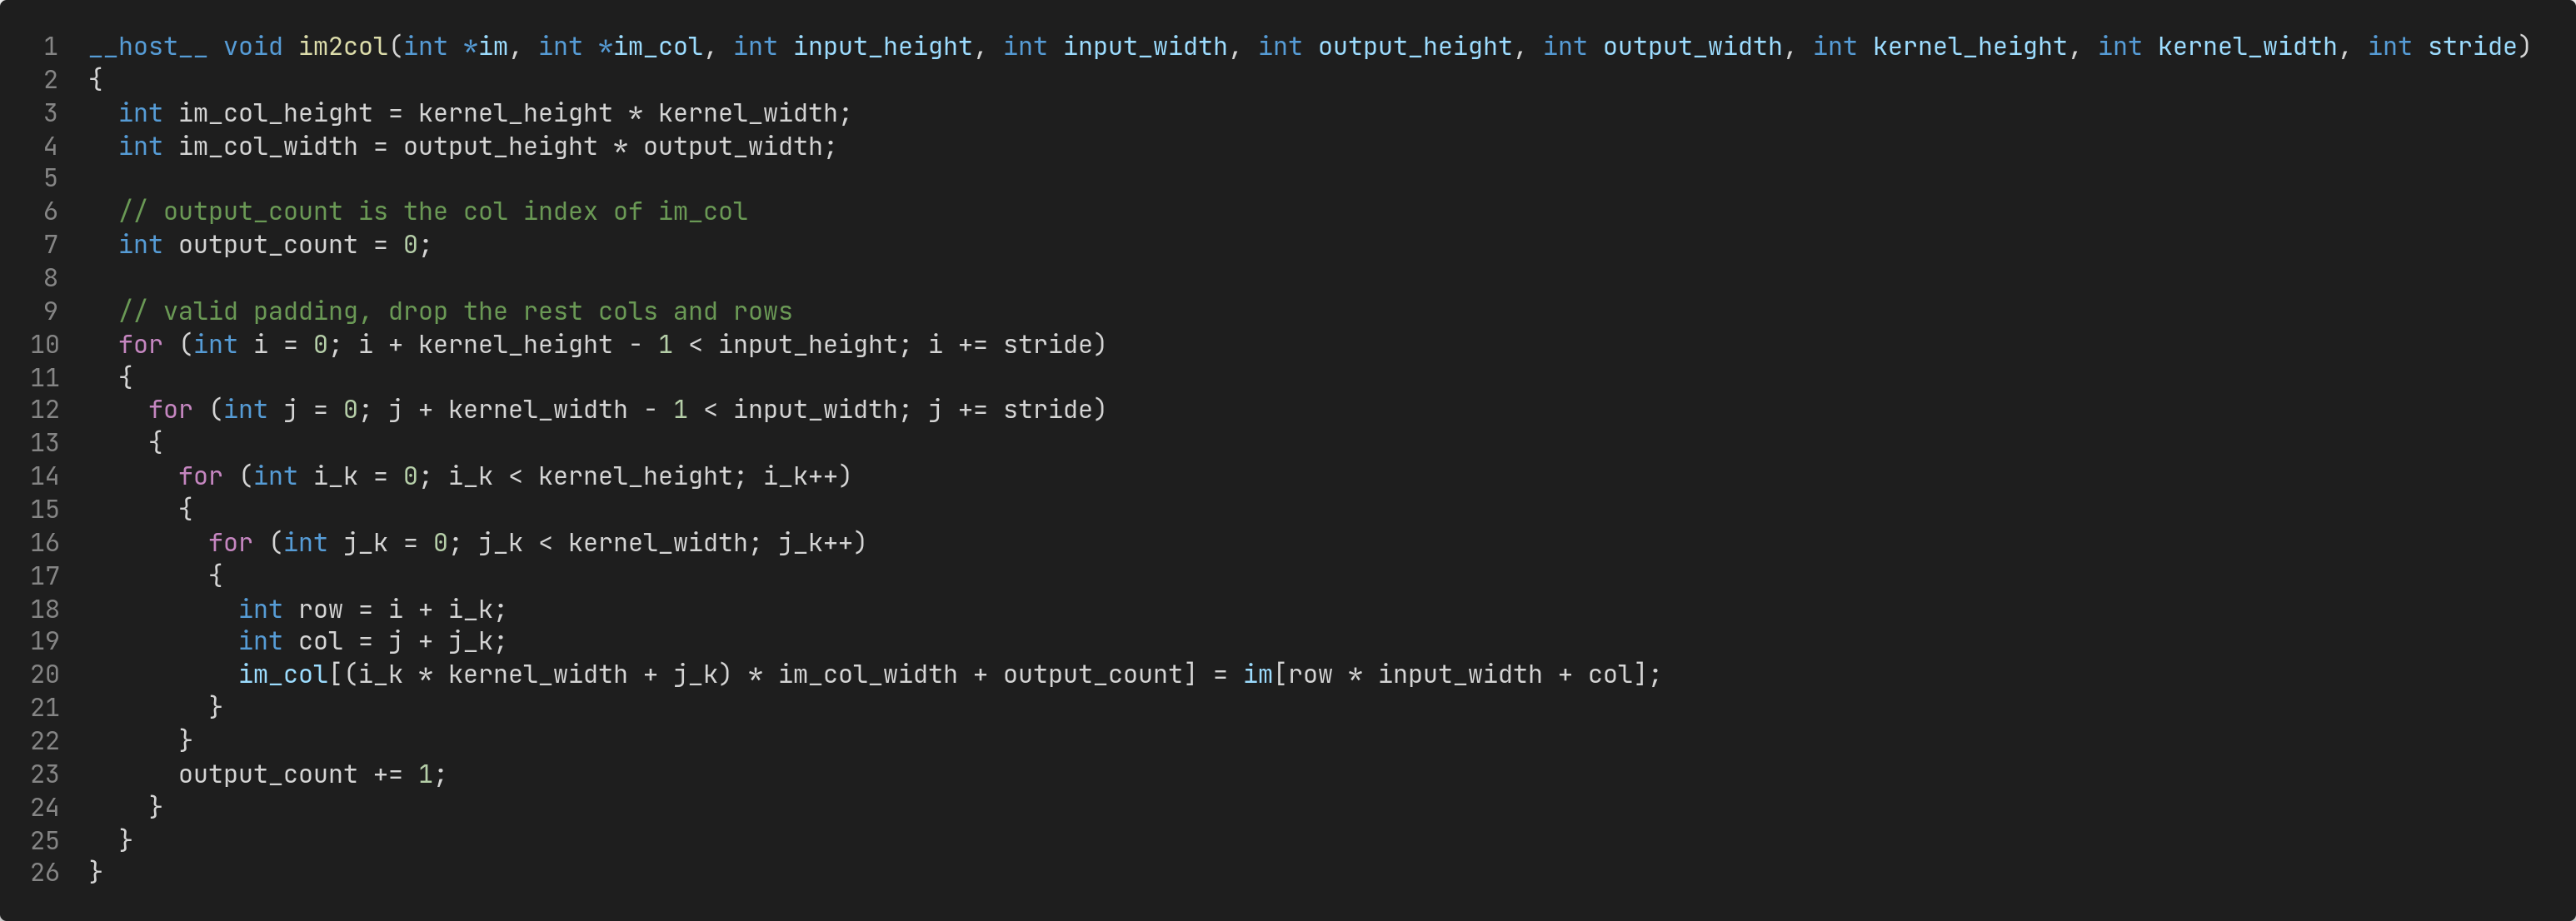 1 __host__ void im2col(int *im, int *im_col, int input_height, int input_width, int output_height, int output_width, int kernel_height, int kernel_width, int stride)
2 {
3   int im_col_height = kernel_height * kernel_width;
4   int im_col_width = output_height * output_width;
5
6   // output_count is the col index of im_col
7   int output_count = 0;
8
9   // valid padding, drop the rest cols and rows
10   for (int i = 0; i + kernel_height - 1 < input_height; i += stride)
11   {
12     for (int j = 0; j + kernel_width - 1 < input_width; j += stride)
13     {
14       for (int i_k = 0; i_k < kernel_height; i_k++)
15       {
16         for (int j_k = 0; j_k < kernel_width; j_k++)
17         {
18           int row = i + i_k;
19           int col = j + j_k;
20           im_col[(i_k * kernel_width + j_k) * im_col_width + output_count] = im[row * input_width + col];
21         }
22       }
23       output_count += 1;
24     }
25   }
26 }